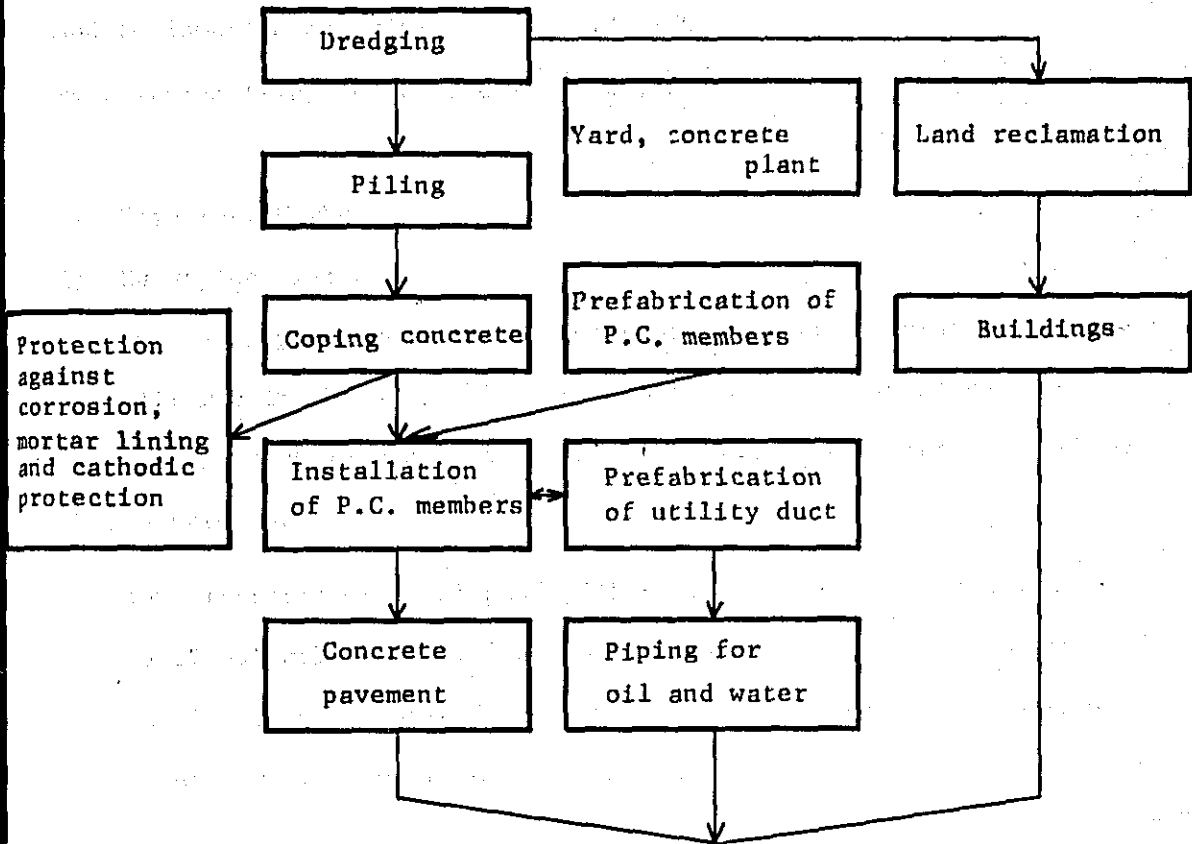 Dredging
Yard, concrete
plant
Land reclamation
Piling
Coping concrete
Prefabrication of
P.C. members
Buildings
Protection
against
corrosion,
mortar lining
and cathodic
protection
Installation
of P.C. members
Prefabrication
of utility duct
Concrete
pavement
Piping for
oil and water